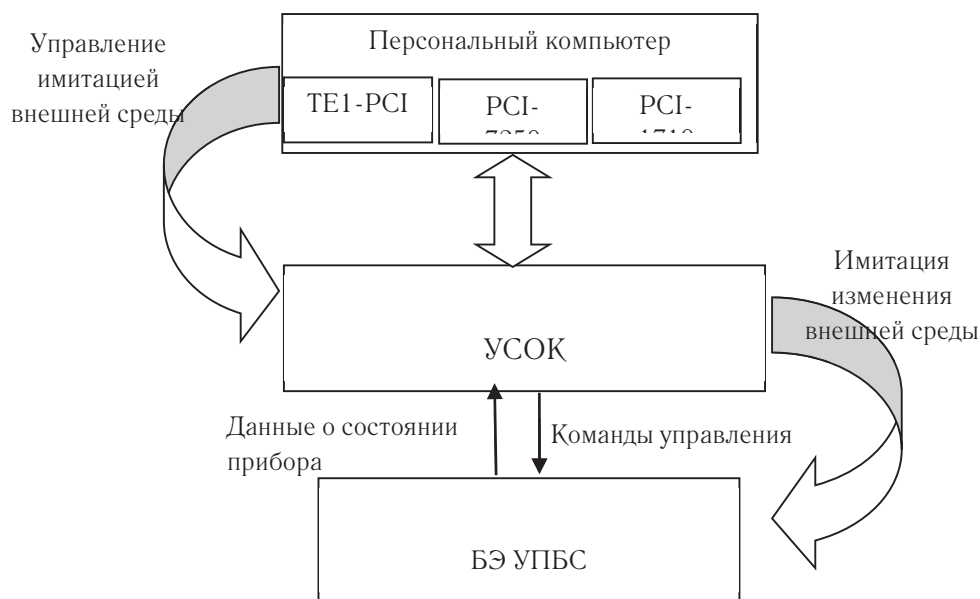 Управление
имитацией
внешней среды
Персональный компьютер
TE1-PCI
PCI-
PCI-
УСОК
Имитация
изменения
внешней среды
Данные о состоянии
прибора
Команды управления
БЭ УПБС